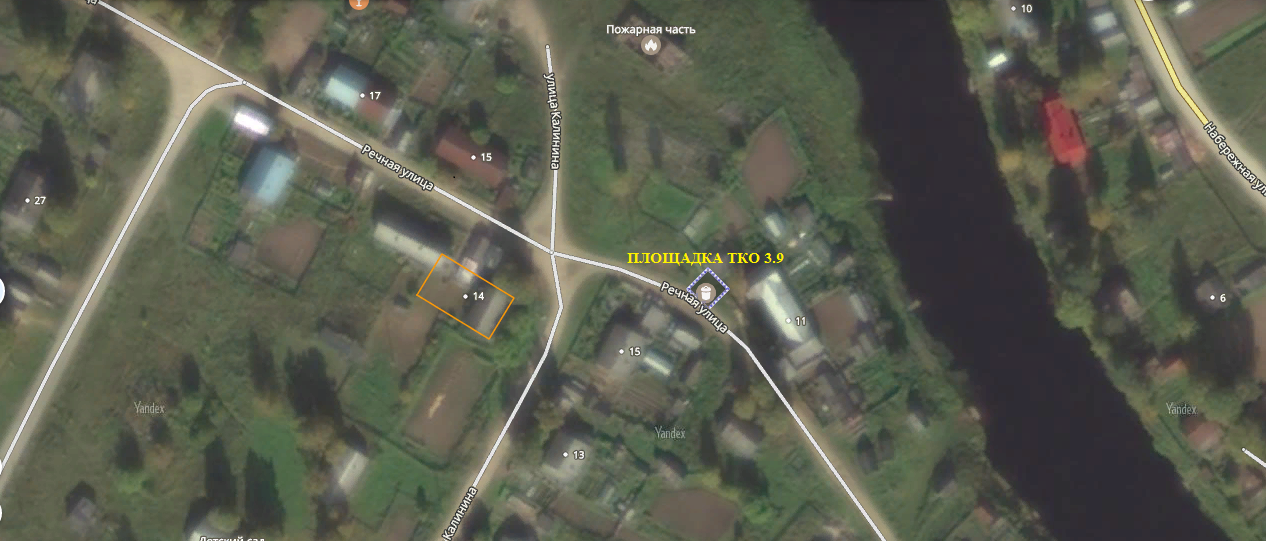 Пожарная часть
10
17
улица Калинина
15
Речная улица
Набережная ул
27
ПЛОЩАДКА ТКО 3.9
14
Речная улица
11
6
15
Yandex
Yandex
Yandex
13
Калинина
Детский сад